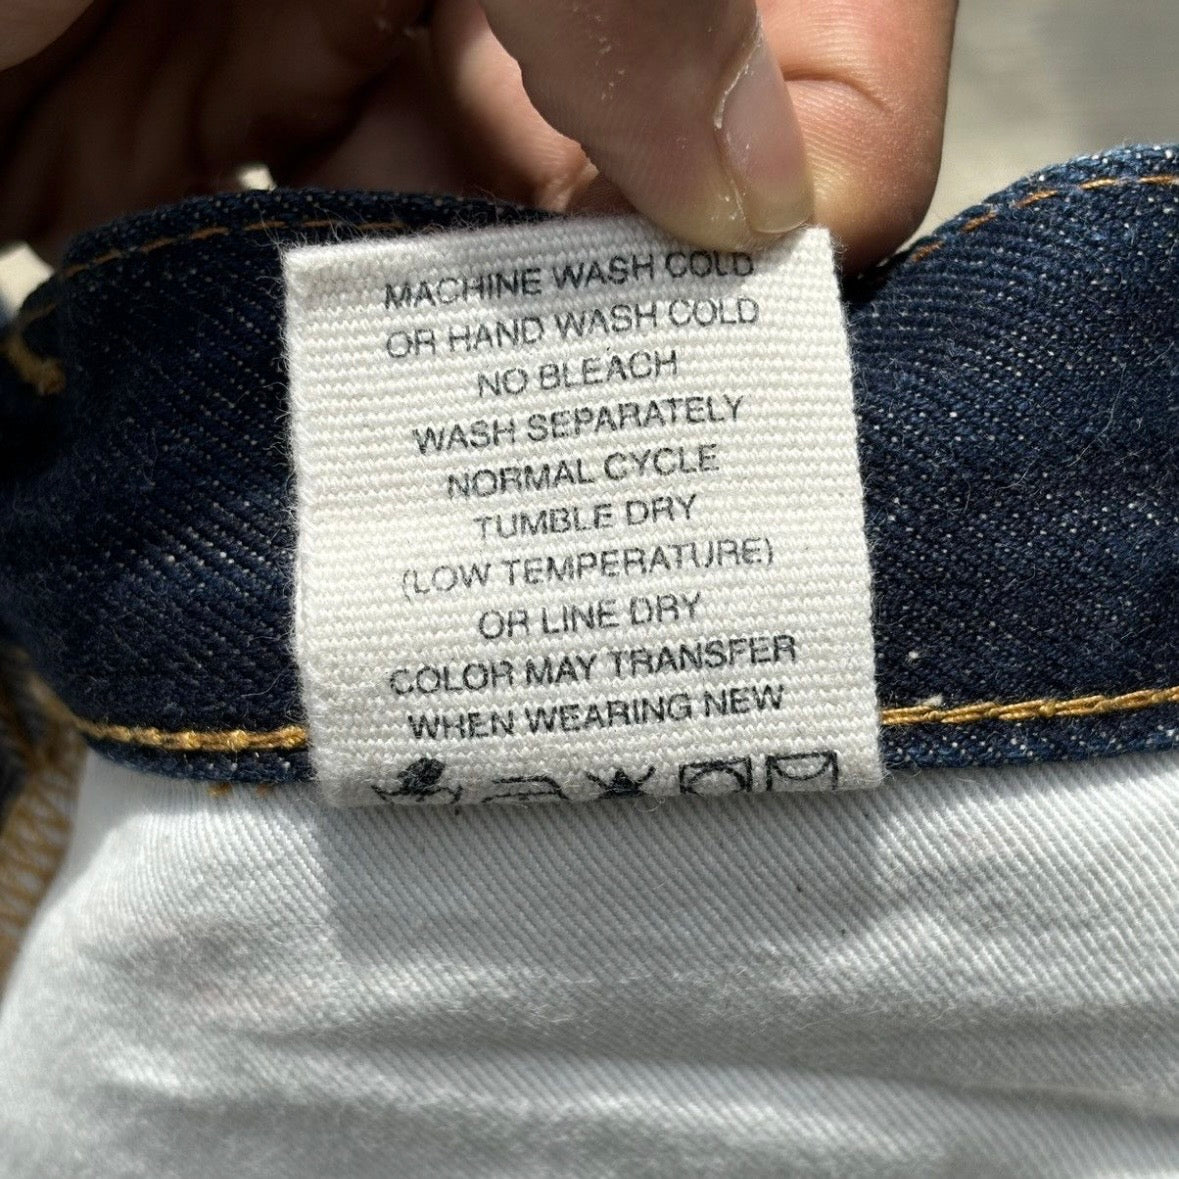 MACHINE WASH COLD
OR HAND WASH COLD
NO BLEACH
WASH SEPARATELY
NORMAL CYCLE
TUMBLE DRY
(LOW TEMPERATURE)
OR LINE DRY
COLOR MAY TRANSFER
WHEN WEARING NEW